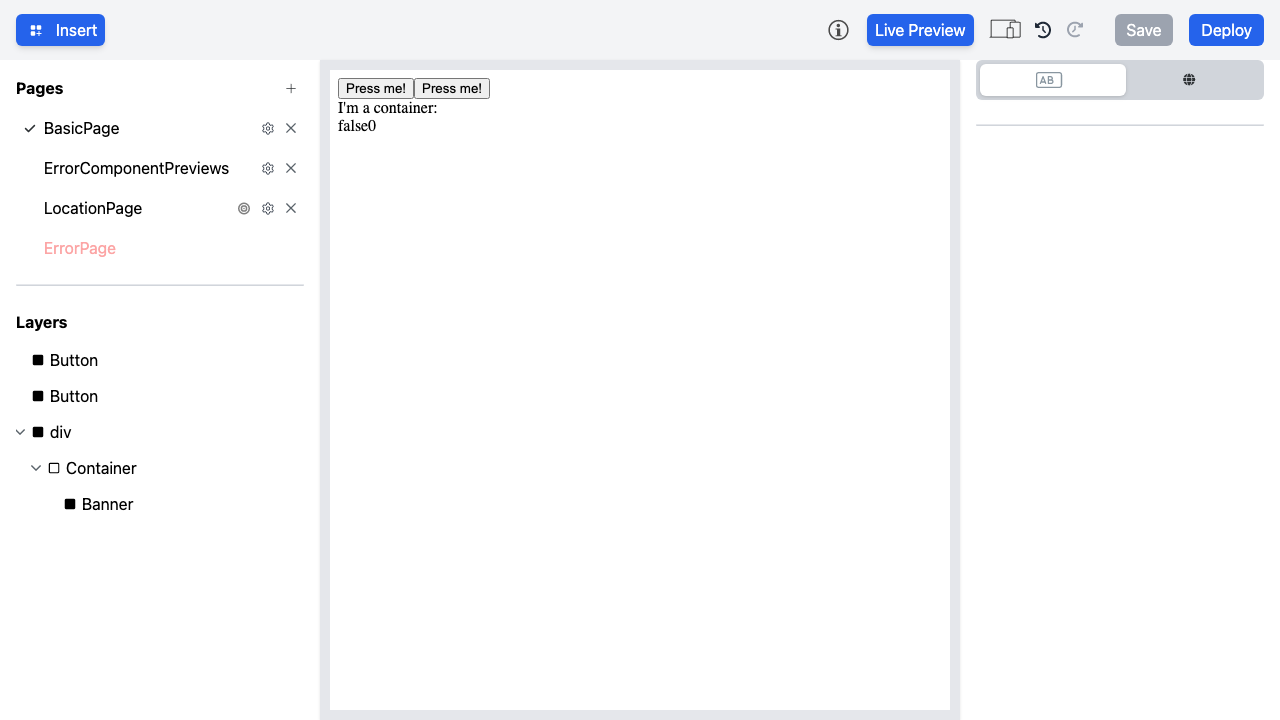 Insert
Live Preview
Save
Deploy
Pages
BasicPage
ErrorComponentPreviews
LocationPage
ErrorPage
Layers
Button
Button
div
Container
Banner
Press me! Press me!
I'm a container:
false0
AB